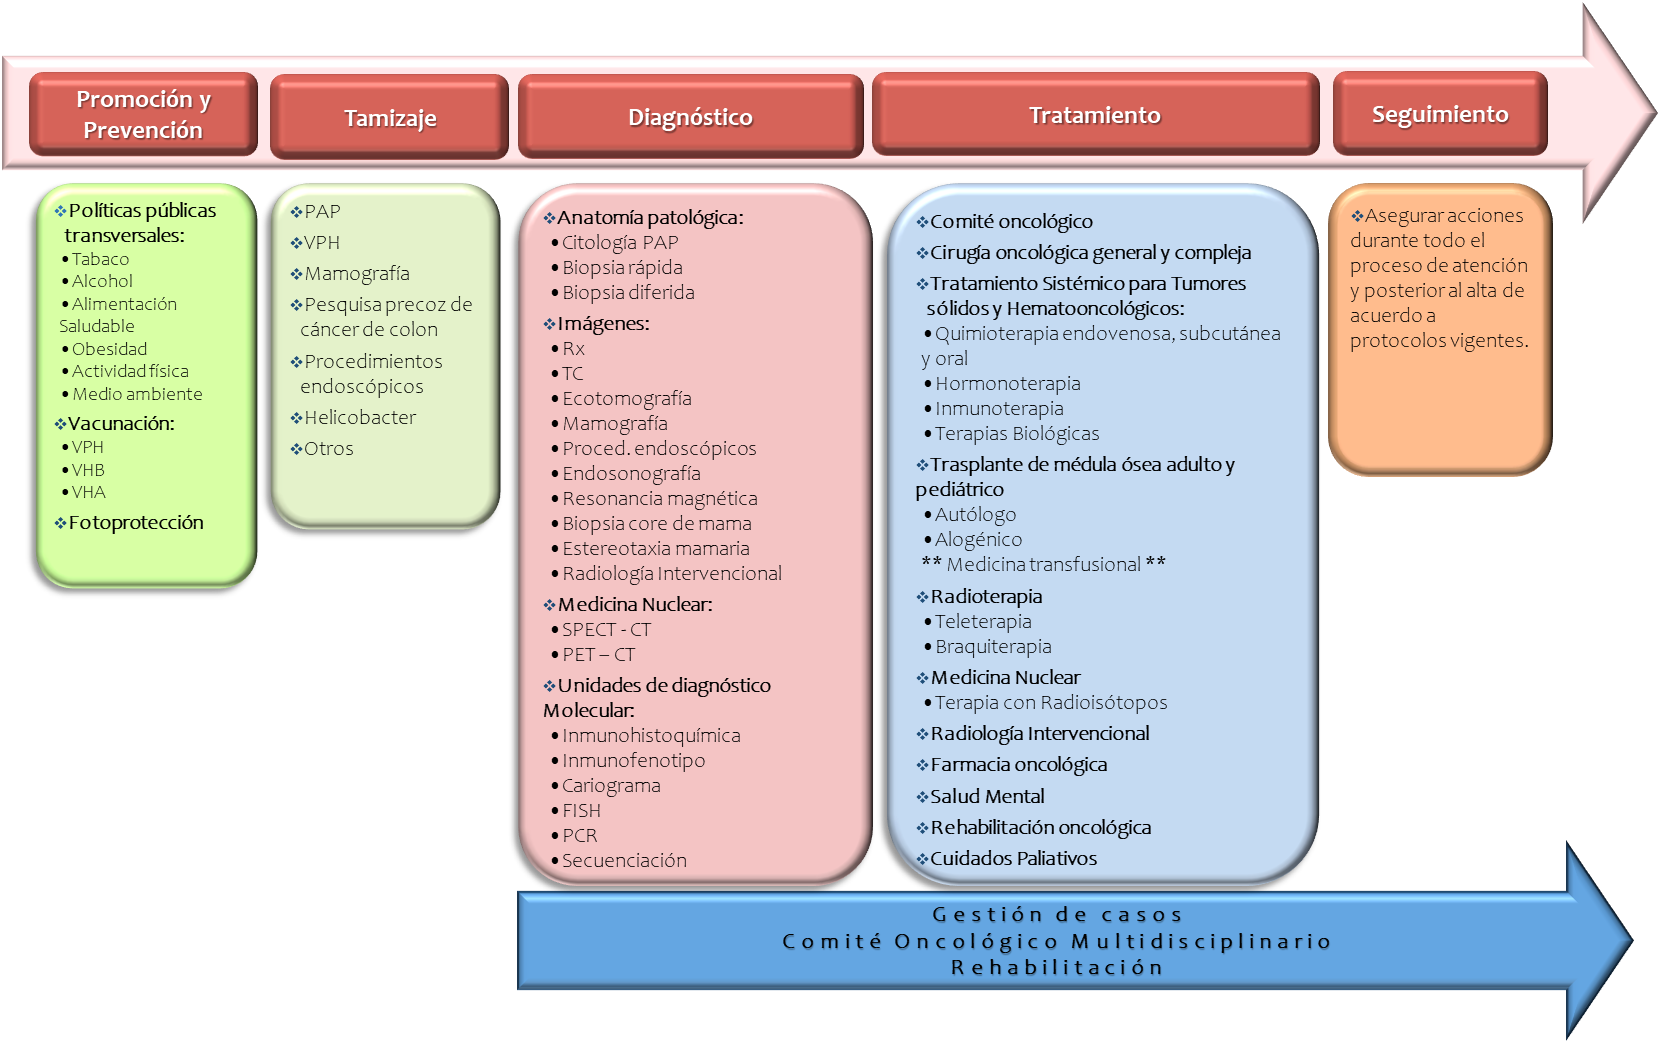 Promoción y
Prevención
Tamizaje
Diagnóstico
Tratamiento
Seguimiento
❖Políticas públicas
transversales:
•Tabaco
•Alcohol
•Alimentación
Saludable
•Obesidad
•Actividad física
•Medio ambiente
❖Vacunación:
•VPH
•VHB
•VHA
❖Fotoprotección
❖PAP
❖VPH
❖Mamografía
❖Pesquisa precoz de
cáncer de colon
❖Procedimientos
endoscópicos
❖Helicobacter
❖Otros
❖Anatomía patológica:
•Citología PAP
•Biopsia rápida
•Biopsia diferida
❖Imágenes:
•Rx
•TC
•Ecotomografía
•Mamografía
•Proced. endoscópicos
•Endosonografía
•Resonancia magnética
•Biopsia core de mama
•Estereotaxia mamaria
•Radiología Intervencional
❖Medicina Nuclear:
•SPECT - CT
•PET – CT
❖Unidades de diagnóstico
Molecular:
•Inmunohistoquímica
•Inmunofenotipo
•Cariograma
•FISH
•PCR
•Secuenciación
❖Comité oncológico
❖Cirugía oncológica general y compleja
❖Tratamiento Sistémico para Tumores
sólidos y Hematooncológicos:
•Quimioterapia endovenosa, subcutánea
y oral
•Hormonoterapia
•Inmunoterapia
•Terapias Biológicas
❖Trasplante de médula ósea adulto y
pediátrico
•Autólogo
•Alogénico
** Medicina transfusional **
❖Radioterapia
•Teleterapia
•Braquiterapia
❖Medicina Nuclear
•Terapia con Radioisótopos
❖Radiología Intervencional
❖Farmacia oncológica
❖Salud Mental
❖Rehabilitación oncológica
❖Cuidados Paliativos
❖Asegurar acciones
durante todo el
proceso de atención
y posterior al alta de
acuerdo a
protocolos vigentes.
Gestión de casos
Comité Oncológico Multidisciplinario
Rehabilitación